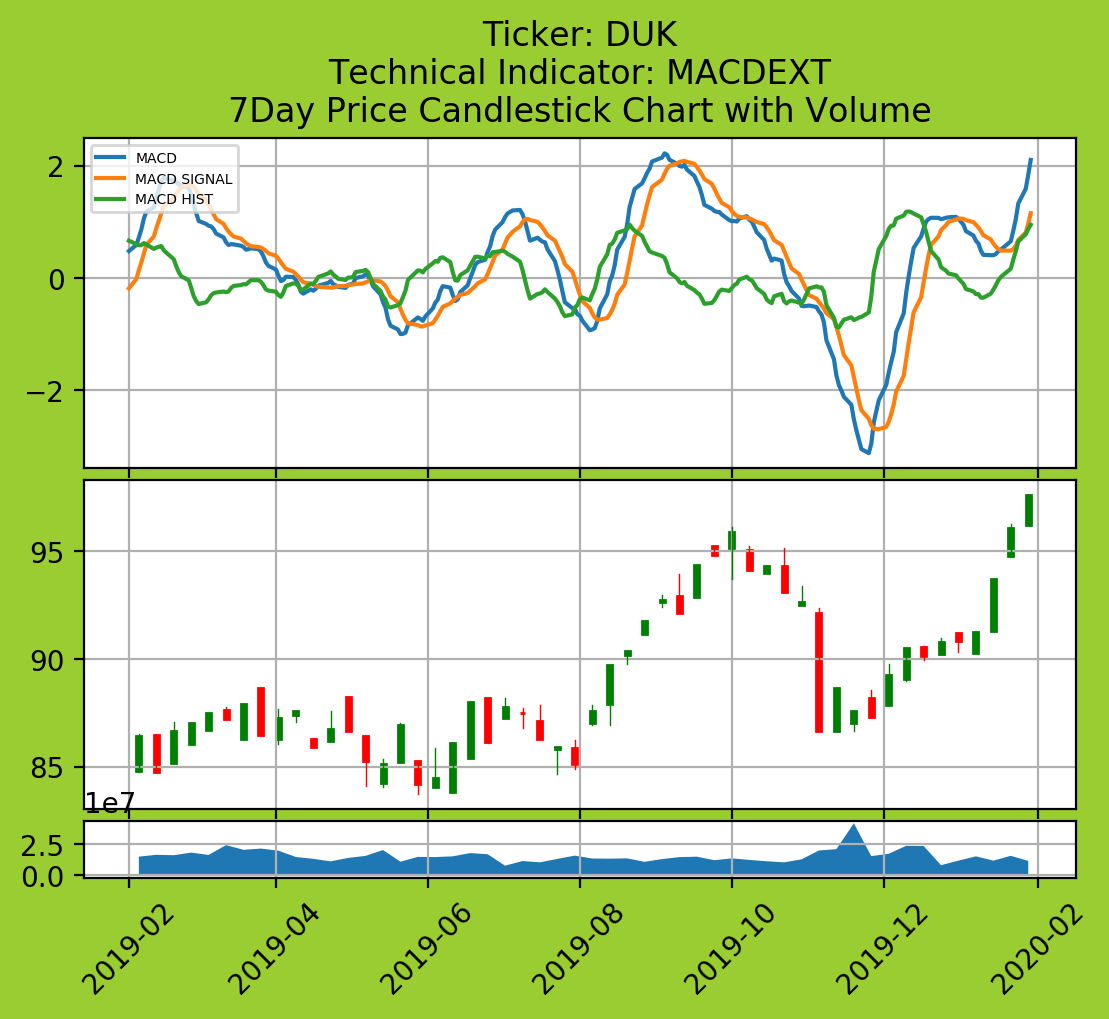 Ticker: DUK
Technical Indicator: MACDEXT
7Day Price Candlestick Chart with Volume
MACD
MACD SIGNAL
MACD HIST
2
0
−2
95
90
85
1e7
2.5
0.0
2019-02
2019-04
2019-06
2019-08
2019-10
2019-12
2020-02